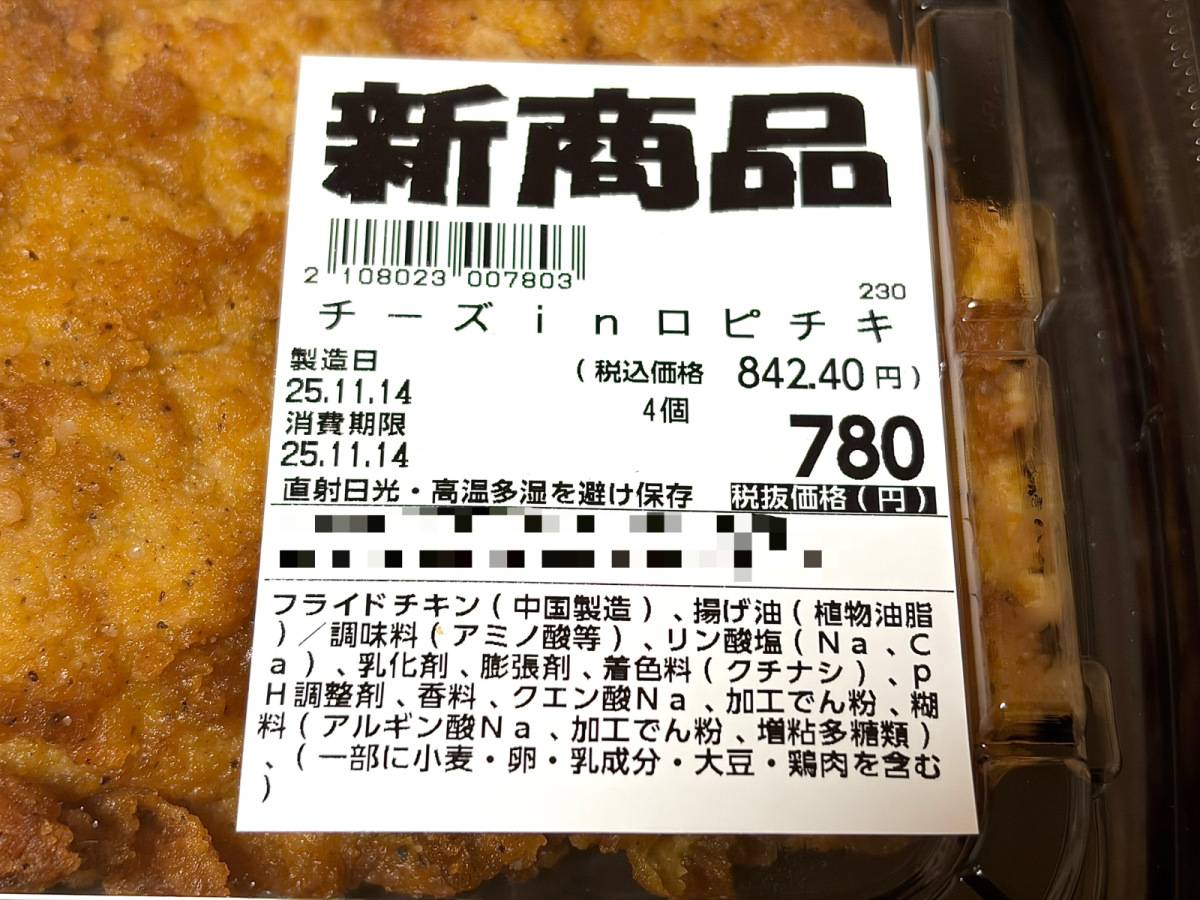 新商品
2 108023 007803
230
チーズinロピチキ
製造日
(税込価格 842.40円)
25.11.14
4個
消費期限
780
25.11.14
直射日光・高温多湿を避け保存
税抜価格(円)
フライドチキン(中国製造)、揚げ油(植物油脂
)/調味料(アミノ酸等)、リン酸塩(Na、C
a)、乳化剤、膨張剤、着色料(クチナシ)、p
H調整剤、香料、クエン酸Na、加工でん粉、糊
料(アルギン酸Na、加工でん粉、増粘多糖類)
、(一部に小麦・卵・乳成分・大豆・鶏肉を含む
)